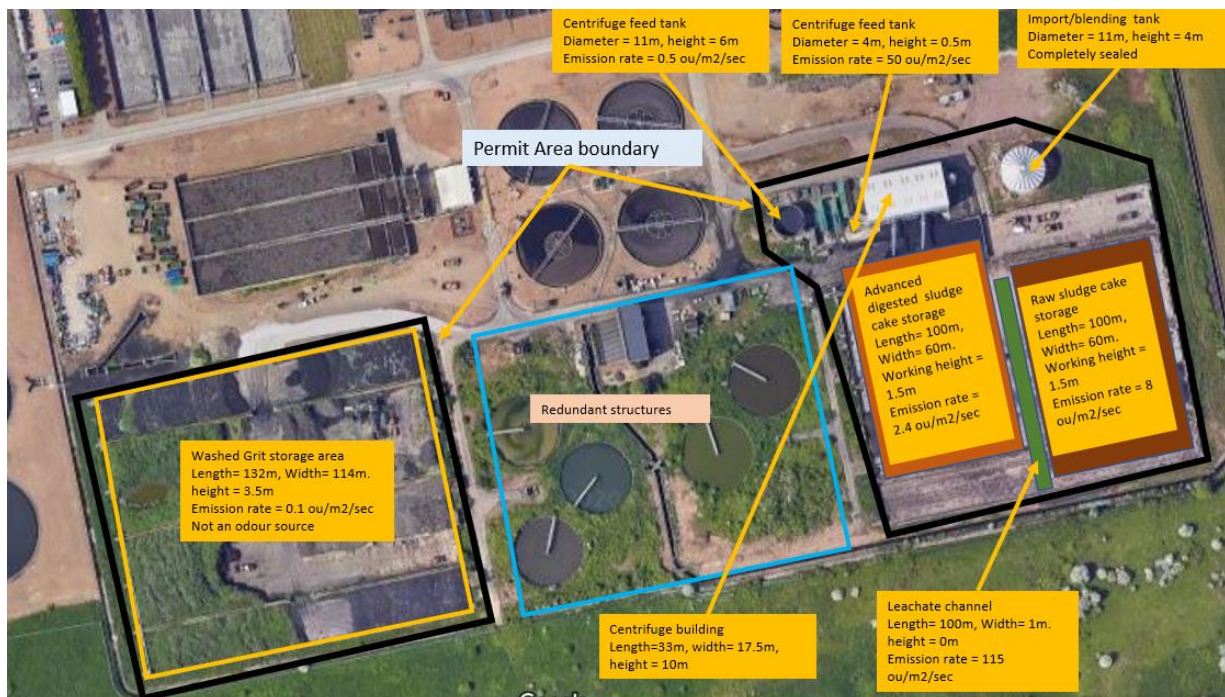 Centrifuge feed tank
Diameter = 11m, height = 6m
Emission rate = 0.5 ou/m2/sec
Centrifuge feed tank
Diameter = 4m, height = 0.5m
Emission rate = 50 ou/m2/sec
Import/blending  tank
Diameter = 11m, height = 4m
Completely sealed
Permit Area boundary
Advanced
digested  sludge
cake storage
Length= 100m,
Width= 60m.
Working height =
1.5m
Emission rate =
2.4 ou/m2/sec
Raw sludge cake
storage
Length= 100m,
Width= 60m.
Working height =
1.5m
Emission rate = 8
ou/m2/sec
Redundant structures
Washed Grit storage area
Length= 132m, Width= 114m.
height = 3.5m
Emission rate = 0.1 ou/m2/sec
Not an odour source
Centrifuge building
Length=33m, width= 17.5m,
height = 10m
Leachate channel
Length= 100m, Width= 1m.
height = 0m
Emission rate = 115
ou/m2/sec